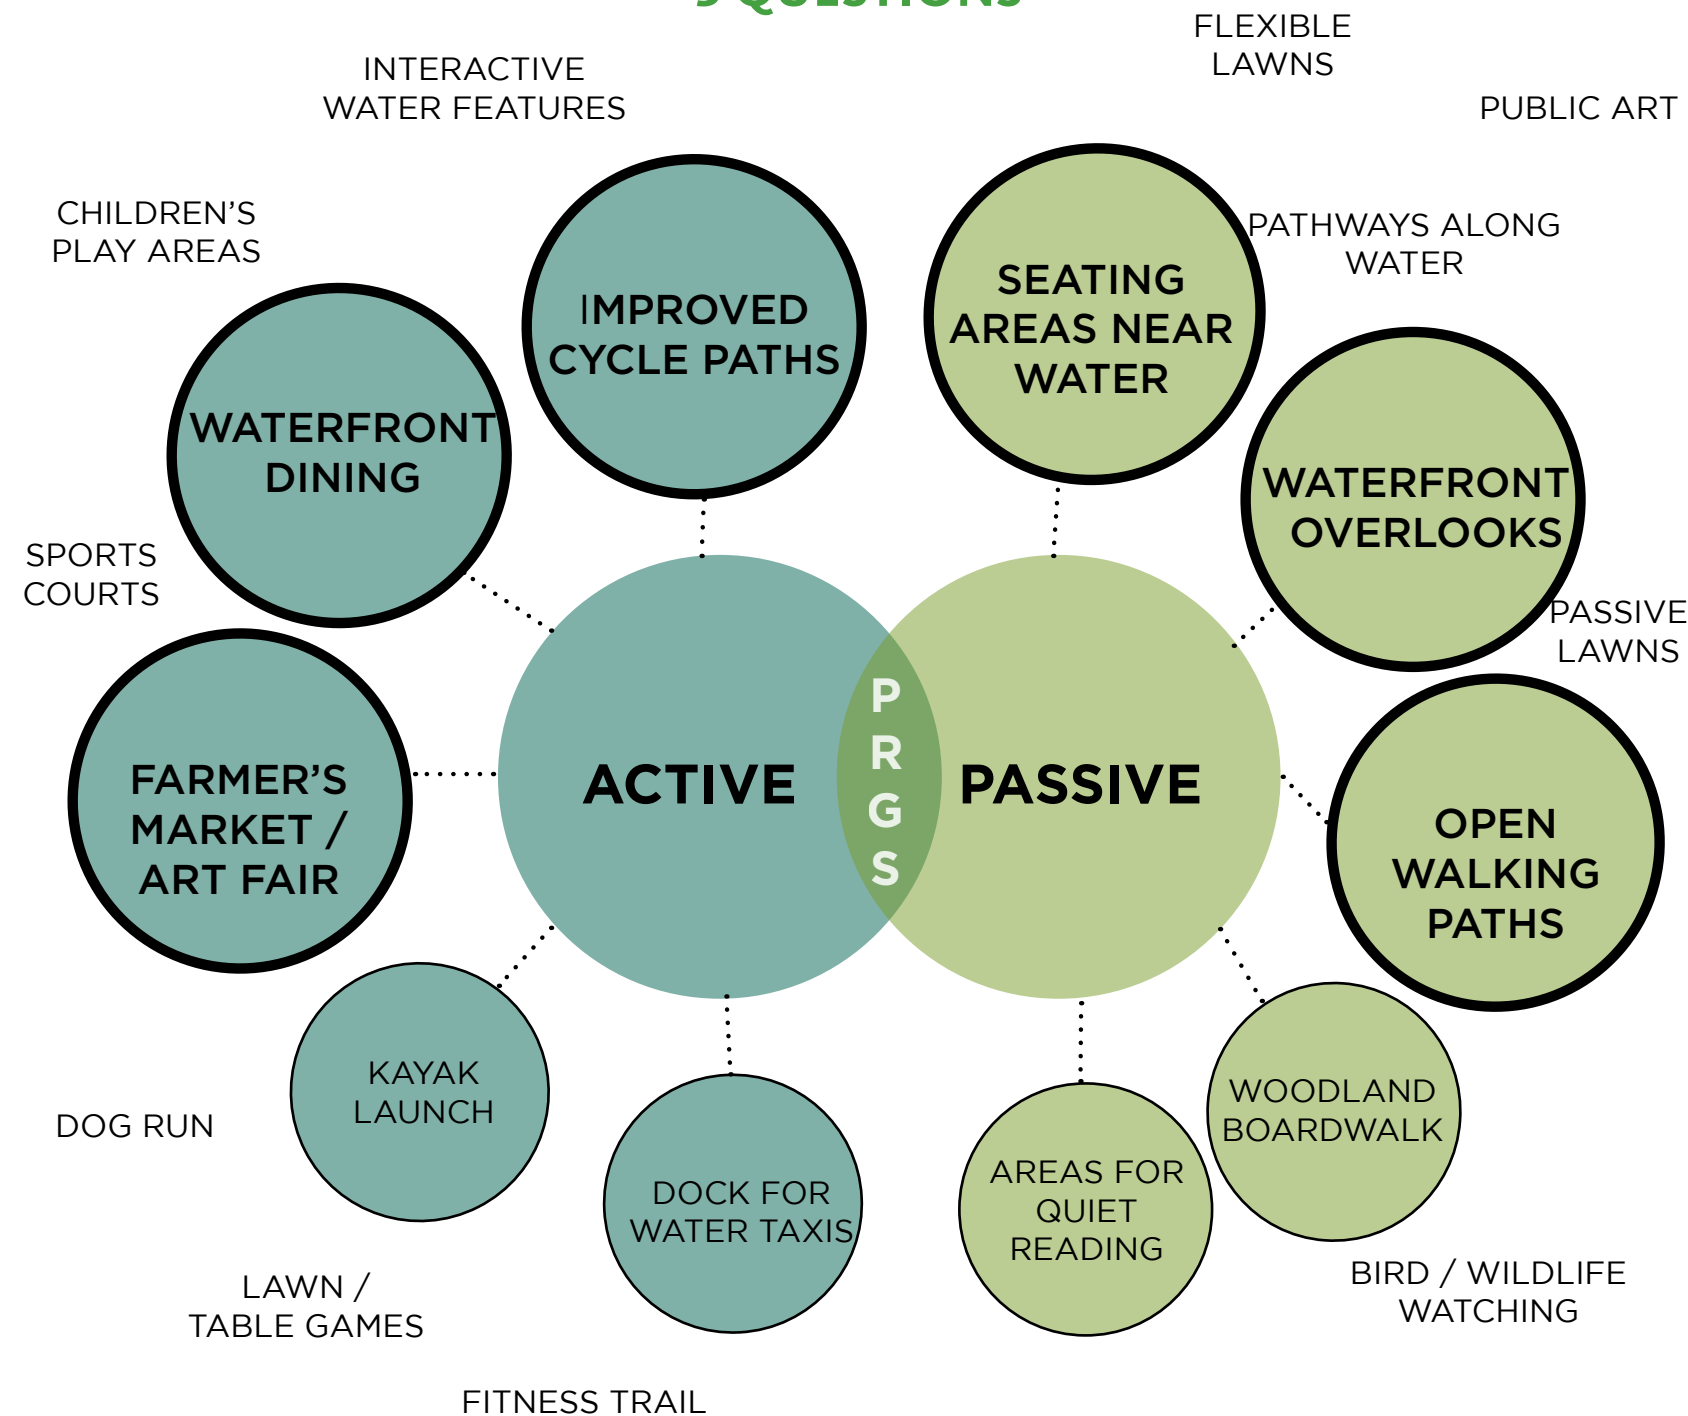 QUESTIONS
FLEXIBLE
LAWNS
INTERACTIVE
WATER FEATURES
PUBLIC ART
CHILDREN’S
PLAY AREAS
PATHWAYS ALONG
WATER
IMPROVED
CYCLE PATHS
SEATING
AREAS NEAR
WATER
WATERFRONT
DINING
WATERFRONT
OVERLOOKS
SPORTS
COURTS
PASSIVE
LAWNS
FARMER’S
MARKET /
ART FAIR
ACTIVE
P
R
G
S
PASSIVE
OPEN
WALKING
PATHS
KAYAK
LAUNCH
DOG RUN
DOCK FOR
WATER TAXIS
AREAS FOR
QUIET
READING
WOODLAND
BOARDWALK
LAWN /
TABLE GAMES
BIRD / WILDLIFE
WATCHING
FITNESS TRAIL